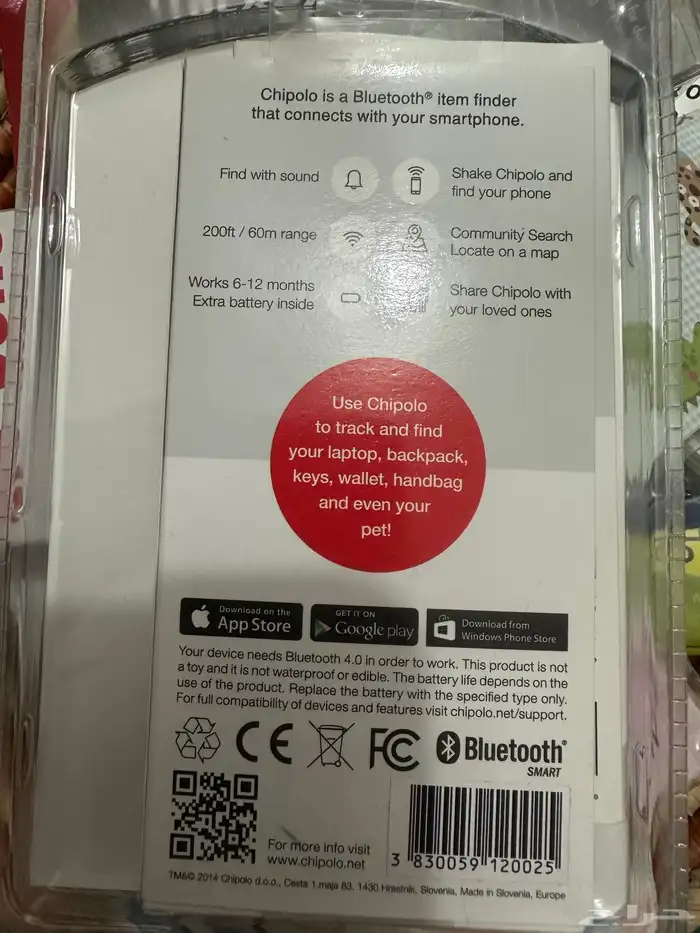 Chipolo is a Bluetooth® item finder
that connects with your smartphone.
Find with sound
Shake Chipolo and
find your phone
200ft / 60m range
Community Search
Locate on a map
Works 6-12 months
Extra battery inside
Share Chipolo with
your loved ones
Use Chipolo
to track and find
your laptop, backpack,
keys, wallet, handbag
and even your
pet!
Download on the
App Store
GET IT ON
Google play
Download from
Windows Phone Store
Your device needs Bluetooth 4.0 in order to work. This product is not
a toy and it is not waterproof or edible. The battery life depends on the
use of the product. Replace the battery with the specified type only.
For full compatibility of devices and features visit chipolo.net/support.
CE
FC
Bluetooth®
SMART
For more info visit
www.chipolo.net
3 830059 120025
TM&© 2014 Chipolo d.o.o., Cesta 1.maja 83, 1430 Hrastnik, Slovenia, Made in Slovenia, Europe
حراج